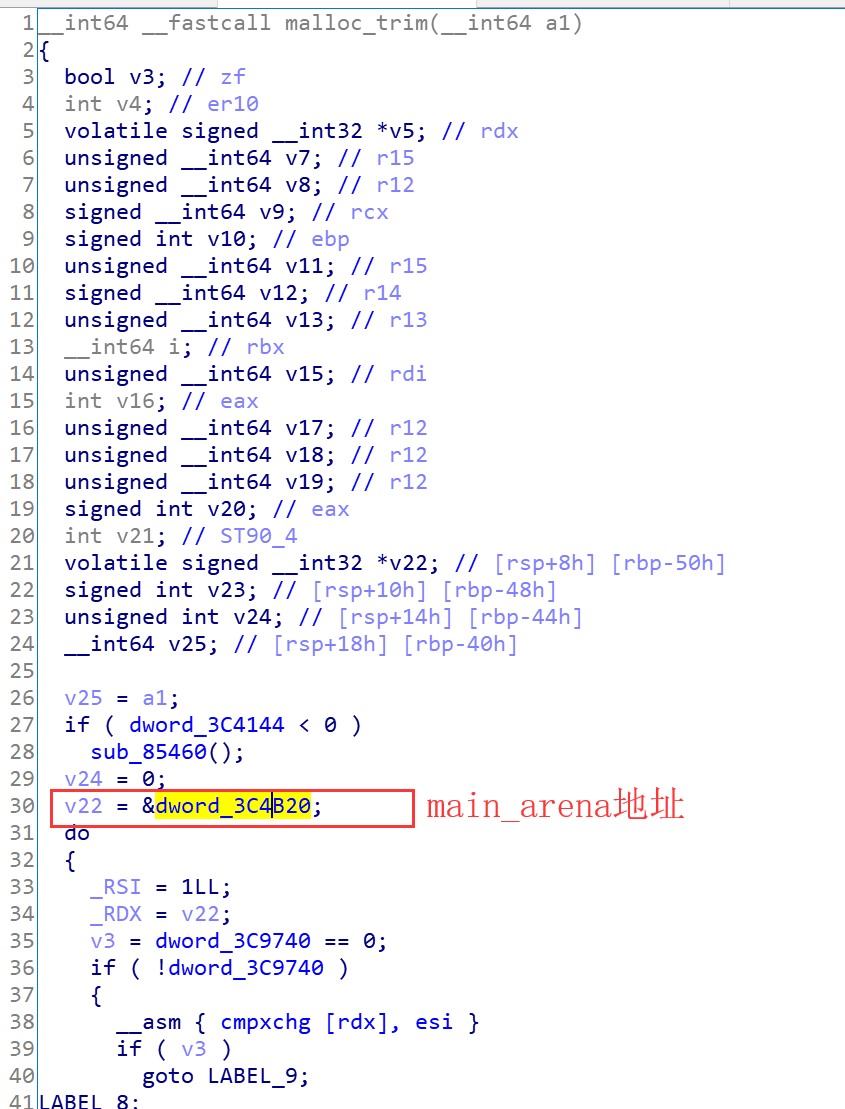 1 __int64 __fastcall malloc_trim(__int64 a1)
2 {
3   bool v3; // zf
4   int v4; // er10
5   volatile signed __int32 *v5; // rdx
6   unsigned __int64 v7; // r15
7   unsigned __int64 v8; // r12
8   signed __int64 v9; // rcx
9   signed int v10; // ebp
10   unsigned __int64 v11; // r15
11   signed __int64 v12; // r14
12   unsigned __int64 v13; // r13
13   __int64 i; // rbx
14   unsigned __int64 v15; // rdi
15   int v16; // eax
16   unsigned __int64 v17; // r12
17   unsigned __int64 v18; // r12
18   unsigned __int64 v19; // r12
19   signed int v20; // eax
20   int v21; // ST90_4
21   volatile signed __int32 *v22; // [rsp+8h] [rbp-50h]
22   signed int v23; // [rsp+10h] [rbp-48h]
23   unsigned int v24; // [rsp+14h] [rbp-44h]
24   __int64 v25; // [rsp+18h] [rbp-40h]
25
26   v25 = a1;
27   if ( dword_3C4144 < 0 )
28     sub_85460();
29   v24 = 0;
30   v22 = &dword_3C4B20; main_arena地址
31   do
32   {
33     _RSI = 1LL;
34     _RDX = v22;
35     v3 = dword_3C9740 == 0;
36     if ( !dword_3C9740 )
37     {
38       __asm { cmpxchg [rdx], esi }
39       if ( v3 )
40         goto LABEL_9;
41 LABEL_8: